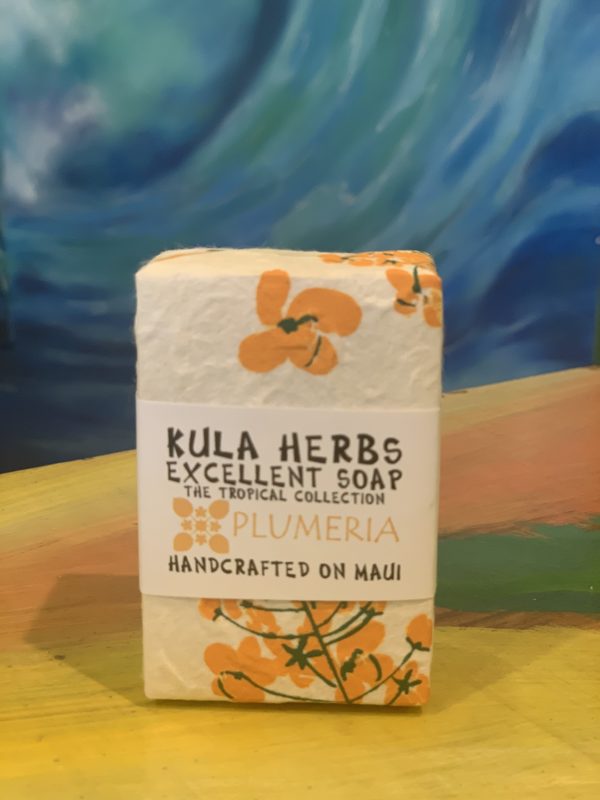 KULA HERBS
EXCELLENT SOAP
THE TROPICAL COLLECTION
PLUMERIA
HANDCRAFTED ON MAUI